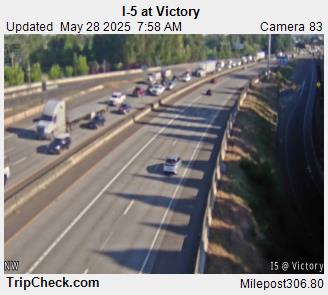 I-5 at Victory
Updated  May 28 2025  7:58 AM
Camera 83
NW
I5 @ Victory
TripCheck.com
Milepost306.80